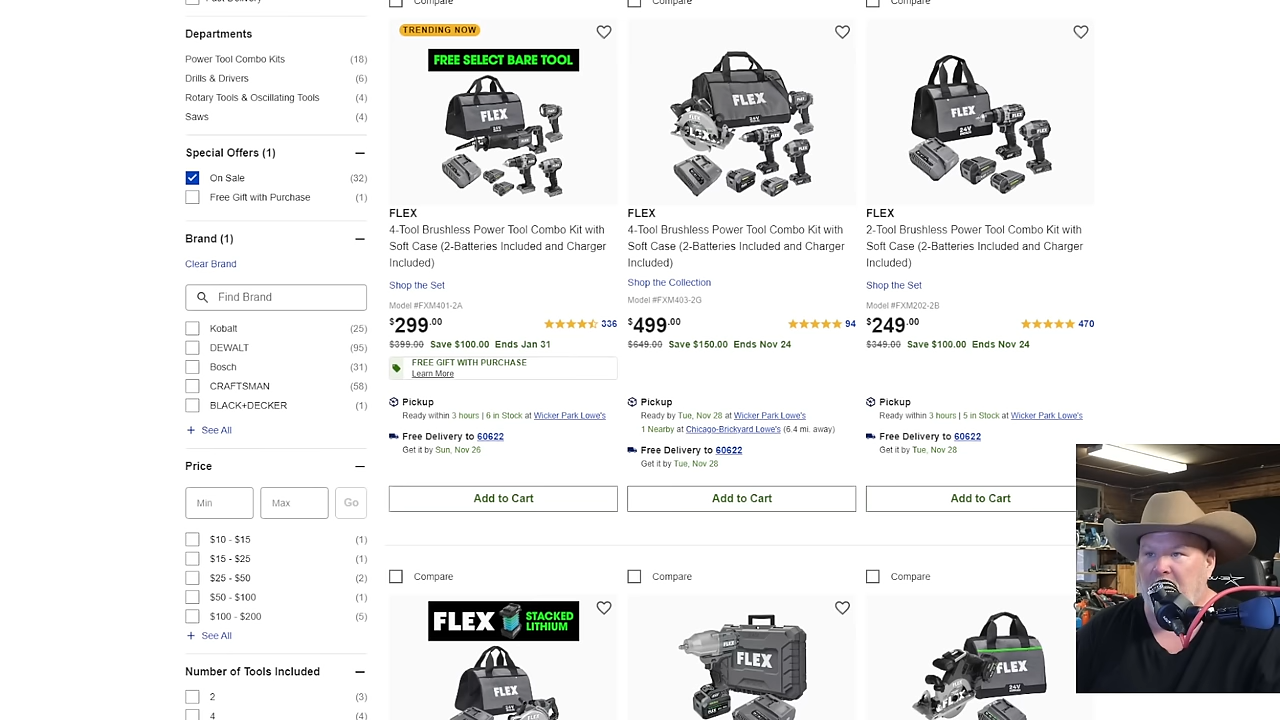 Compare
Compare
Compare
Departments
Power Tool Combo Kits (18)
Drills & Drivers (6)
Rotary Tools & Oscillating Tools (4)
Saws (4)
Special Offers (1)
On Sale (32)
Free Gift with Purchase (1)
Brand (1)
Clear Brand
Find Brand
Kobalt (25)
DEWALT (95)
Bosch (31)
CRAFTSMAN (58)
BLACK+DECKER (1)
+ See All
Price
Min
Max
Go
$10 - $15 (1)
$15 - $25 (1)
$25 - $50 (2)
$50 - $100 (1)
$100 - $200 (5)
+ See All
Number of Tools Included
2 (3)
4 (4)
TRENDING NOW
FREE SELECT BARE TOOL
FLEX
FLEX
4-Tool Brushless Power Tool Combo Kit with
Soft Case (2-Batteries Included and Charger
Included)
Shop the Set
Model #FXM401-2A
$299.00
336
$399.00 Save $100.00 Ends Jan 31
FREE GIFT WITH PURCHASE
Learn More
Pickup
Ready within 3 hours | 6 in Stock at Wicker Park Lowe's
Free Delivery to 60622
Get it by Sun, Nov 26
Add to Cart
FLEX
24V
FLEX
FLEX
4-Tool Brushless Power Tool Combo Kit with
Soft Case (2-Batteries Included and Charger
Included)
Shop the Collection
Model #FXM403-2G
$499.00
94
$649.00 Save $150.00 Ends Nov 24
Pickup
Ready by Tue, Nov 28 at Wicker Park Lowe's
1 Nearby at Chicago-Brickyard Lowe's (6.4 mi. away)
Free Delivery to 60622
Get it by Tue, Nov 28
Add to Cart
FLEX
24V
FLEX
2-Tool Brushless Power Tool Combo Kit with
Soft Case (2-Batteries Included and Charger
Included)
Shop the Set
Model #FXM202-2B
$249.00
470
$349.00 Save $100.00 Ends Nov 24
Pickup
Ready within 3 hours | 5 in Stock at Wicker Park Lowe's
Free Delivery to 60622
Get it by Tue, Nov 28
Add to Cart
Compare
Compare
Compare
FLEX STACKED
LITHIUM
FLEX
FLEX
FLEX
24V
FLEX